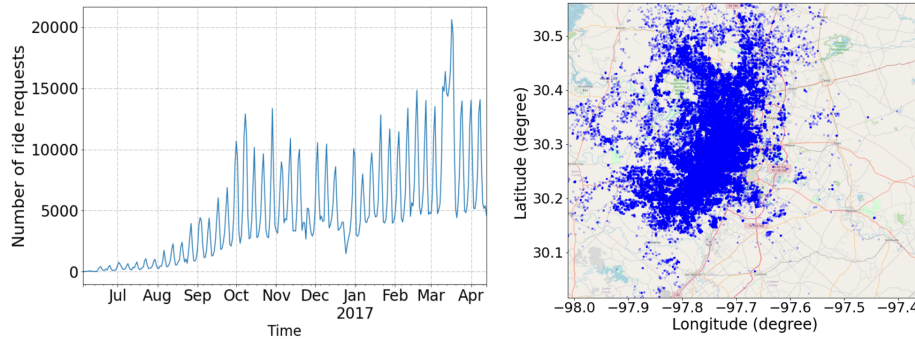 20000
15000
10000
5000
0
Number of ride requests
Jul Aug Sep Oct Nov Dec Jan Feb Mar Apr
2017
Time
30.5
30.4
30.3
30.2
30.1
Latitude (degree)
−98.0 −97.9 −97.8 −97.7 −97.6 −97.5 −97.4
Longitude (degree)